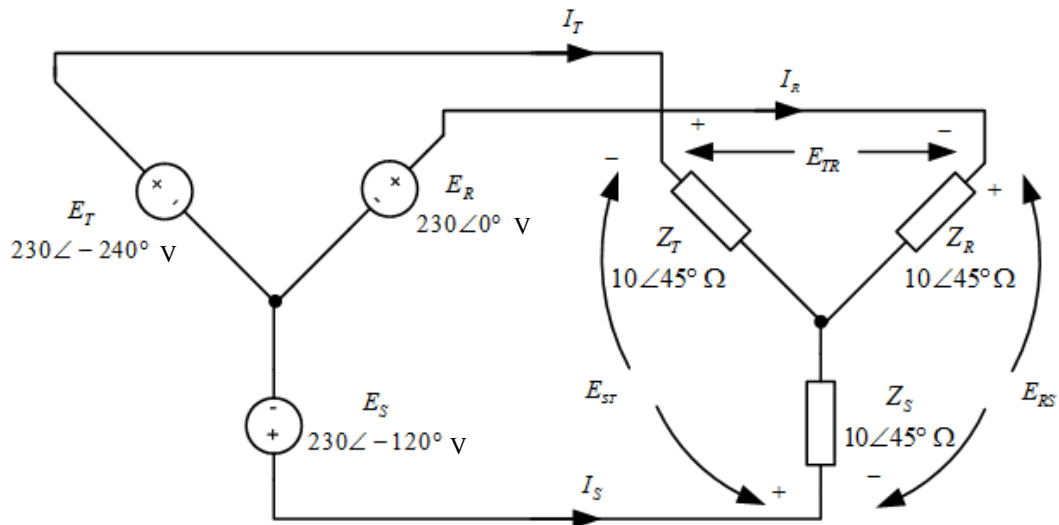 I_T
I_R
+ −
E_TR
− +
E_T
230∠−240° V
E_R
230∠0° V
Z_T
10∠45° Ω
Z_R
10∠45° Ω
E_S
230∠−120° V
E_ST
Z_S
10∠45° Ω
E_RS
I_S
+ −